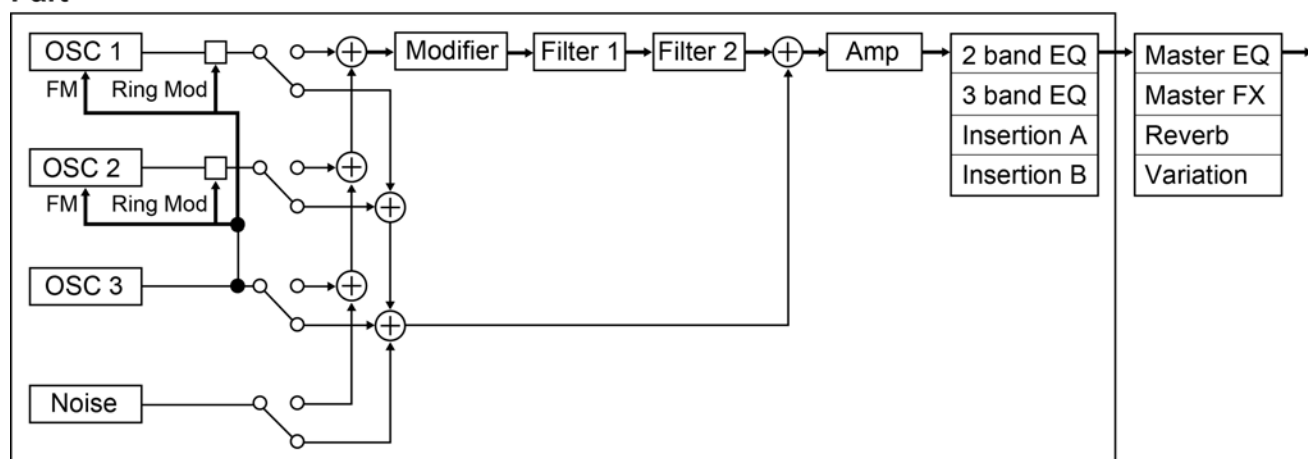 Part
OSC 1
FM
Ring Mod
OSC 2
FM
Ring Mod
OSC 3
Noise
Modifier
Filter 1
Filter 2
Amp
2 band EQ
3 band EQ
Insertion A
Insertion B
Master EQ
Master FX
Reverb
Variation